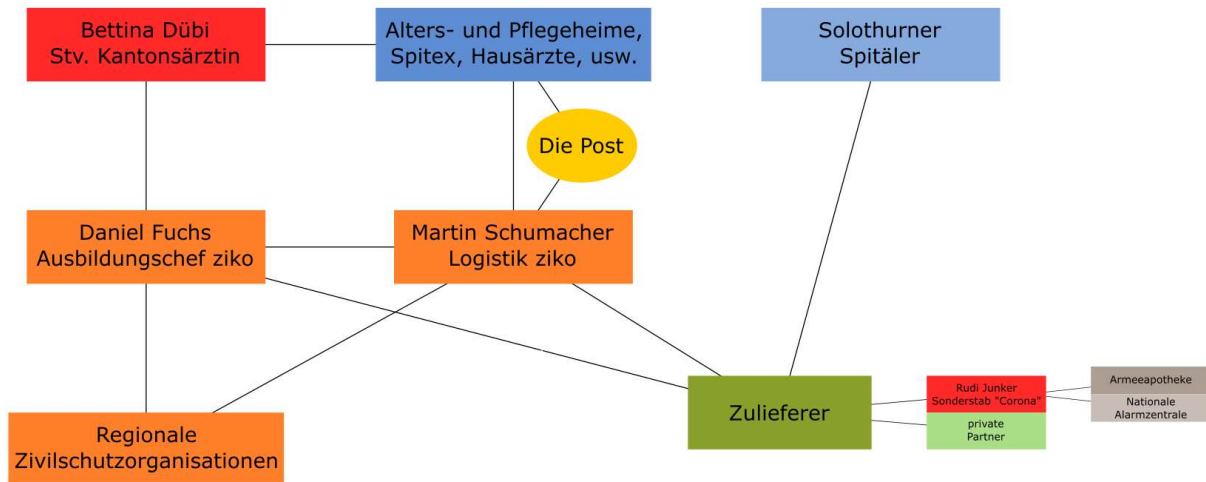 Bettina Dübi
Stv. Kantonsärztin
Alters- und Pflegeheime,
Spitex, Hausärzte, usw.
Solothurner
Spitäler
Die Post
Daniel Fuchs
Ausbildungschef ziko
Martin Schumacher
Logistik ziko
Regionale
Zivilschutzorganisationen
Zulieferer
Rudi Junker
Sonderstab "Corona"
private
Partner
Armeeapotheke
Nationale
Alarmzentrale